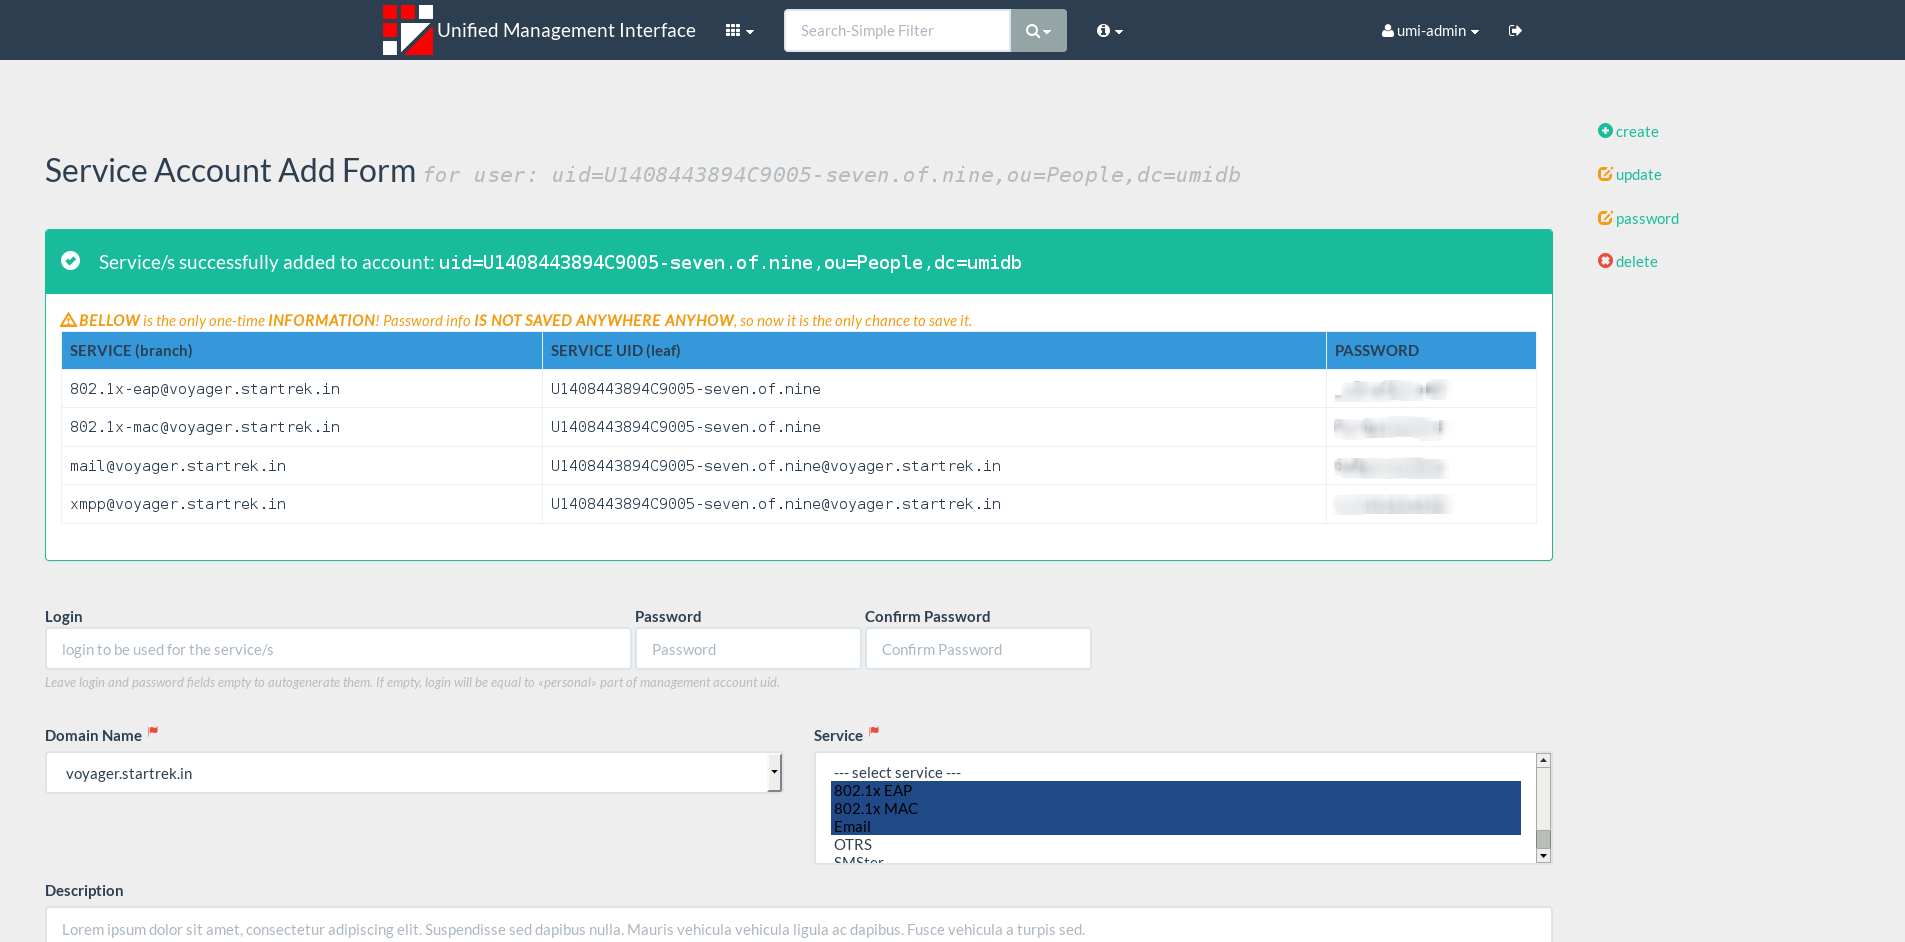 Unified Management Interface
Search-Simple Filter
umi-admin
create
update
password
delete
Service Account Add Form for user: uid=U1408443894C9005-seven.of.nine,ou=People,dc=umidb
Service/s successfully added to account: uid=U1408443894C9005-seven.of.nine,ou=People,dc=umidb
BELLOW is the only one-time INFORMATION! Password info IS NOT SAVED ANYWHERE ANYHOW, so now it is the only chance to save it.
SERVICE (branch) SERVICE UID (leaf) PASSWORD
802.1x-eap@voyager.startrek.in U1408443894C9005-seven.of.nine
802.1x-mac@voyager.startrek.in U1408443894C9005-seven.of.nine
mail@voyager.startrek.in U1408443894C9005-seven.of.nine@voyager.startrek.in
xmpp@voyager.startrek.in U1408443894C9005-seven.of.nine@voyager.startrek.in
Login Password Confirm Password
login to be used for the service/s Password Confirm Password
Leave login and password fields empty to autogenerate them. If empty, login will be equal to «personal» part of management account uid.
Domain Name
voyager.startrek.in
Service
--- select service ---
802.1x EAP
802.1x MAC
Email
OTRS
SMSter
Description
Lorem ipsum dolor sit amet, consectetur adipiscing elit. Suspendisse sed dapibus nulla. Mauris vehicula vehicula ligula ac dapibus. Fusce vehicula a turpis sed.